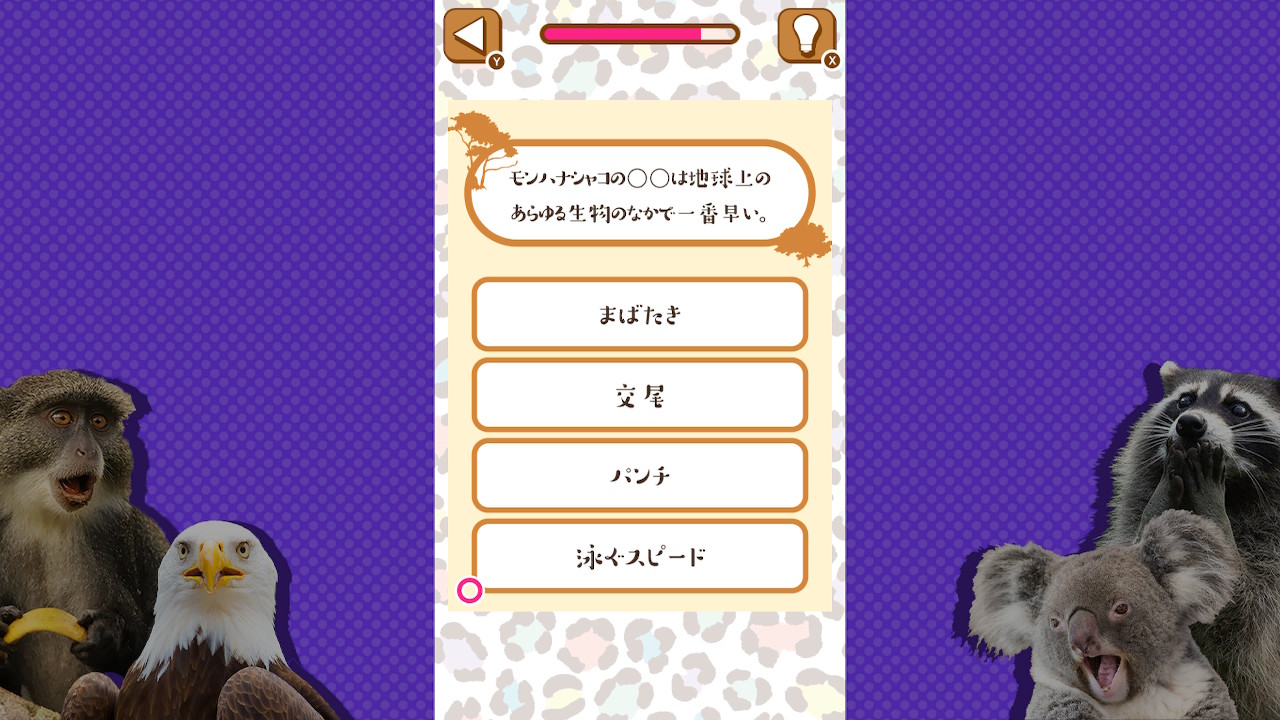 Y
X
モンハナシャコの〇〇は地球上の
あらゆる生物のなかで一番早い。
まばたき
交尾
パンチ
泳ぐスピード